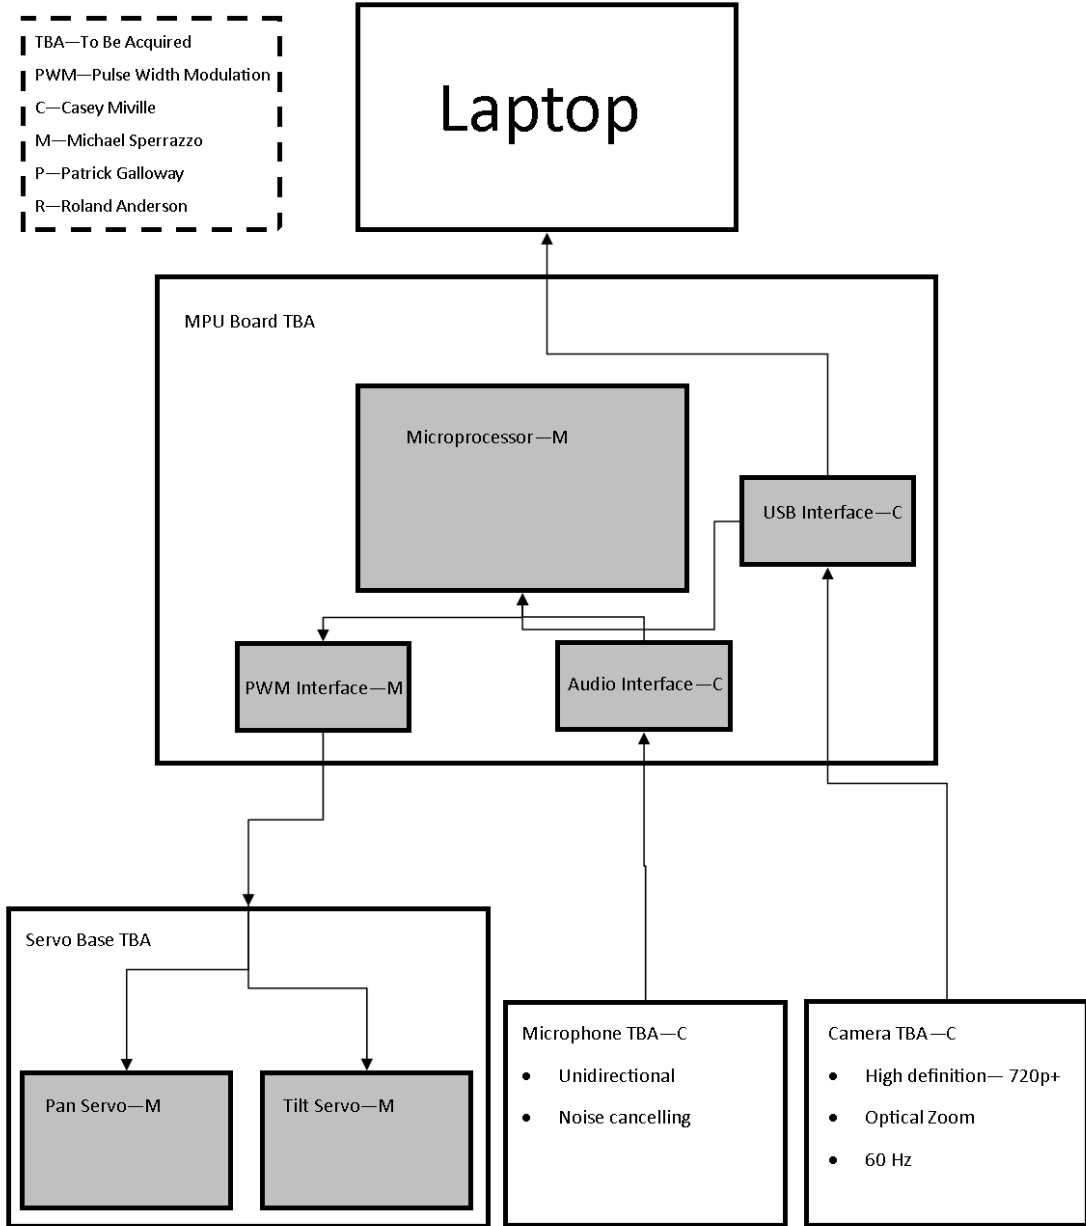 TBA—To Be Acquired
PWM—Pulse Width Modulation
C—Casey Miville
M—Michael Sperrazzo
P—Patrick Galloway
R—Roland Anderson
Laptop
MPU Board TBA
Microprocessor—M
USB Interface—C
PWM Interface—M
Audio Interface—C
Servo Base TBA
Pan Servo—M
Tilt Servo—M
Microphone TBA—C
• Unidirectional
• Noise cancelling
Camera TBA—C
• High definition— 720p+
• Optical Zoom
• 60 Hz